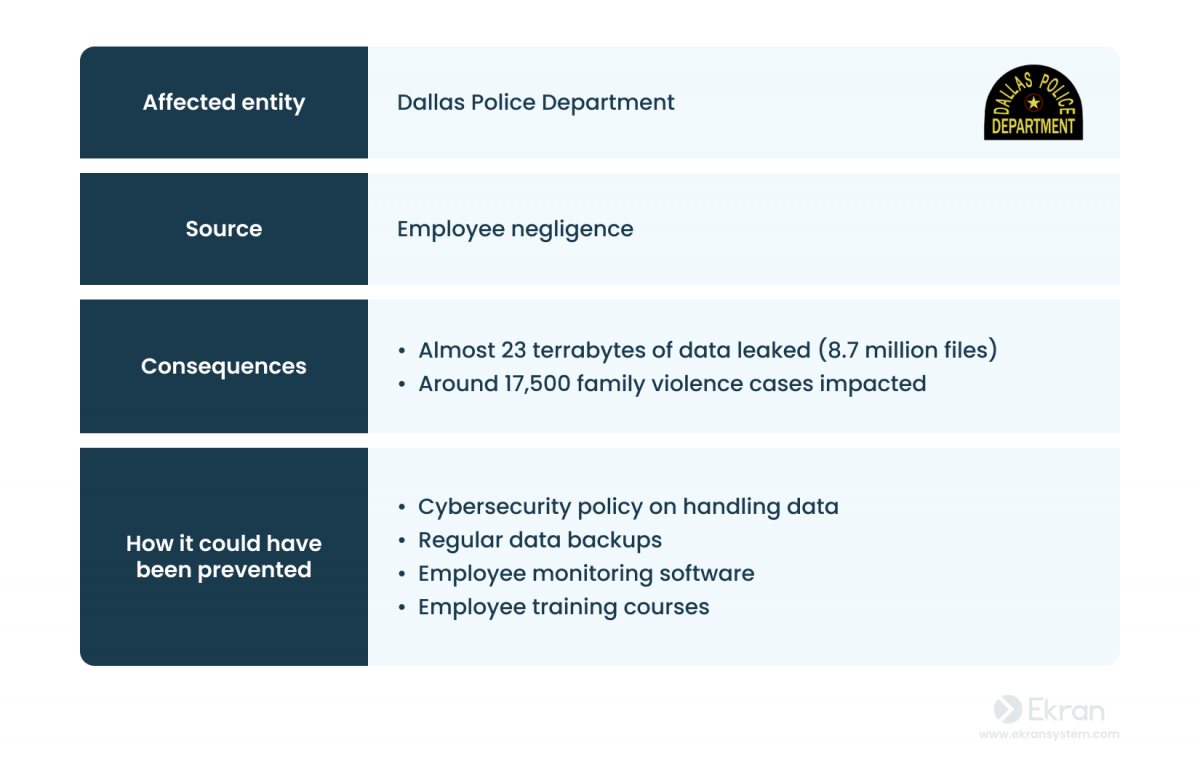 Affected entity
Dallas Police Department
DALLAS POLICE
DEPARTMENT
Source
Employee negligence
Consequences
• Almost 23 terrabytes of data leaked (8.7 million files)
• Around 17,500 family violence cases impacted
How it could have
been prevented
• Cybersecurity policy on handling data
• Regular data backups
• Employee monitoring software
• Employee training courses
Ekran
www.ekransystem.com